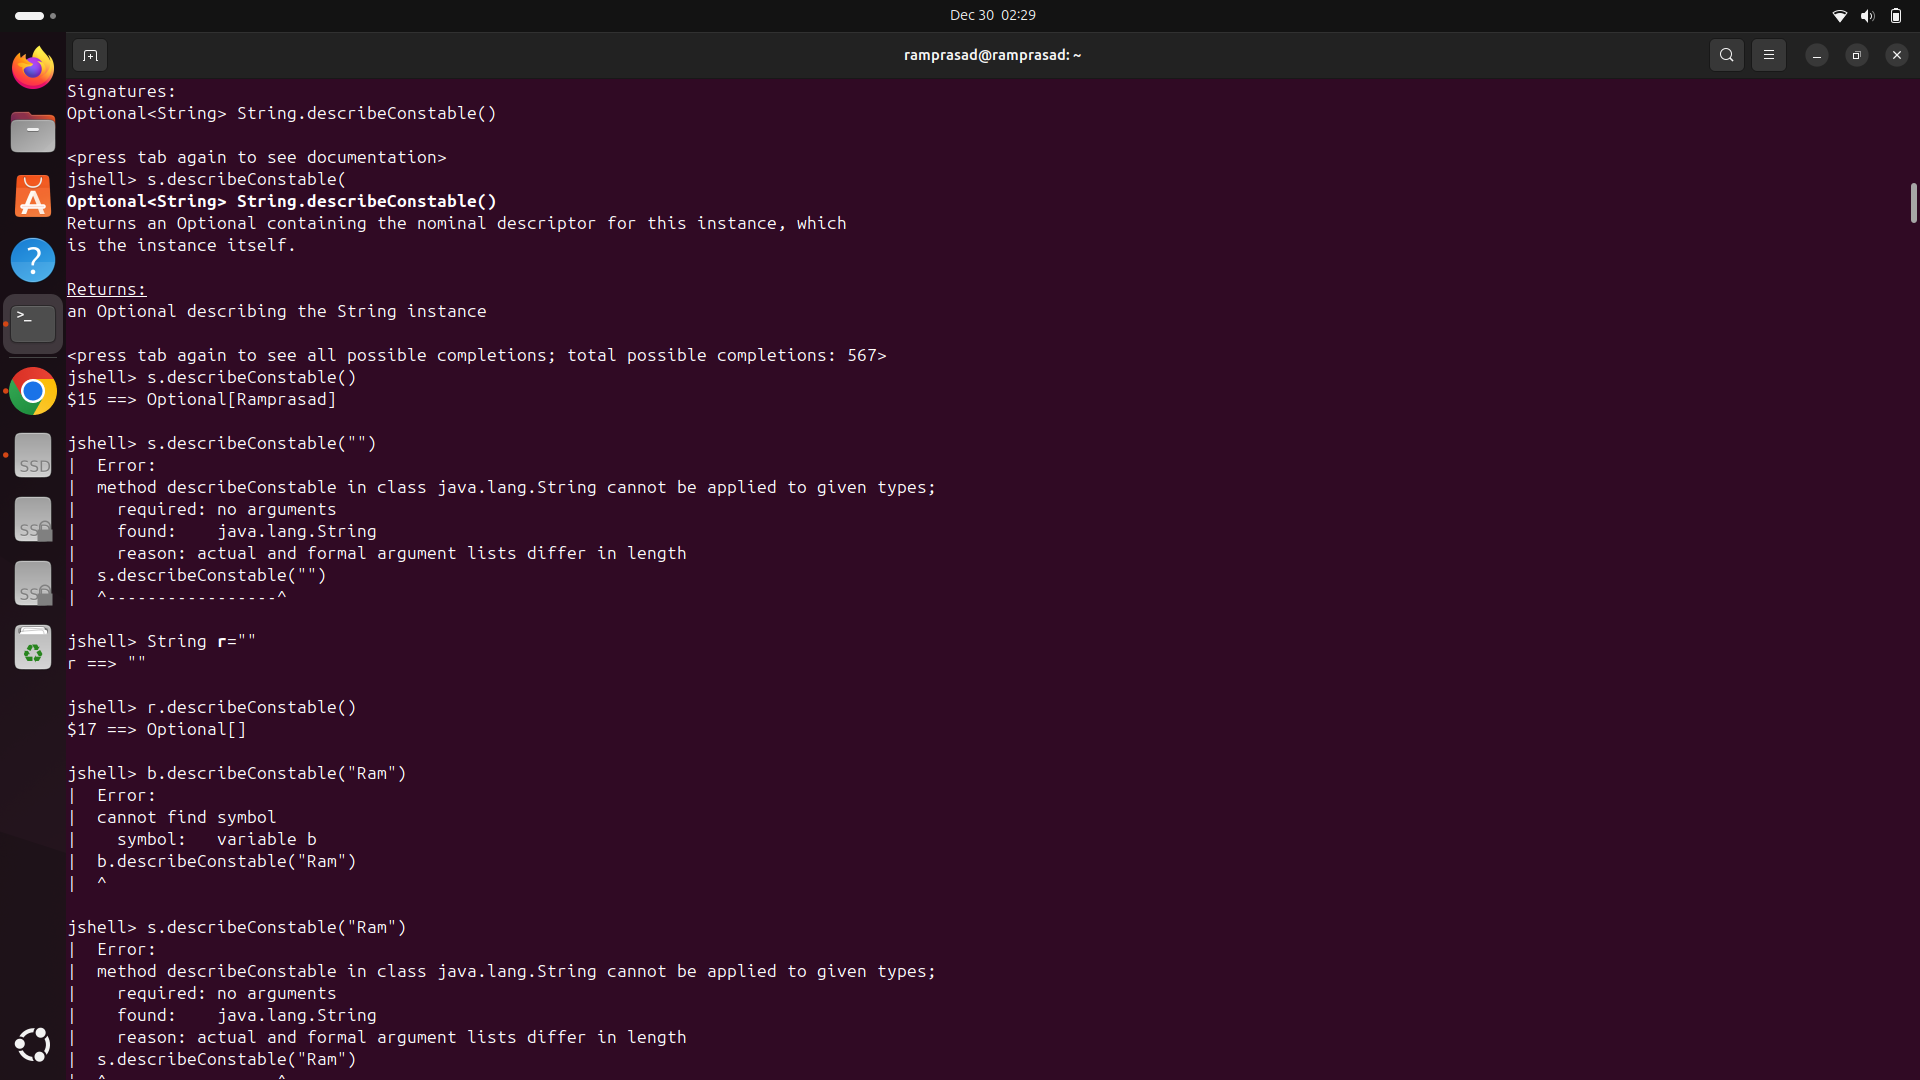 Dec 30 02:29
ramprasad@ramprasad: ~
Signatures:
Optional<String> String.describeConstable()
<press tab again to see documentation>
jshell> s.describeConstable(
Optional<String> String.describeConstable()
Returns an Optional containing the nominal descriptor for this instance, which
is the instance itself.
Returns:
an Optional describing the String instance
<press tab again to see all possible completions; total possible completions: 567>
jshell> s.describeConstable()
$15 ==> Optional[Ramprasad]
jshell> s.describeConstable("")
|  Error:
|  method describeConstable in class java.lang.String cannot be applied to given types;
|    required: no arguments
|    found:    java.lang.String
|    reason: actual and formal argument lists differ in length
|  s.describeConstable("")
|  ^-----------------^
jshell> String r=""
r ==> ""
jshell> r.describeConstable()
$17 ==> Optional[]
jshell> b.describeConstable("Ram")
|  Error:
|  cannot find symbol
|    symbol:   variable b
|  b.describeConstable("Ram")
|  ^
jshell> s.describeConstable("Ram")
|  Error:
|  method describeConstable in class java.lang.String cannot be applied to given types;
|    required: no arguments
|    found:    java.lang.String
|    reason: actual and formal argument lists differ in length
|  s.describeConstable("Ram")
|  ^-----------------^
SSD
SSD
SSD